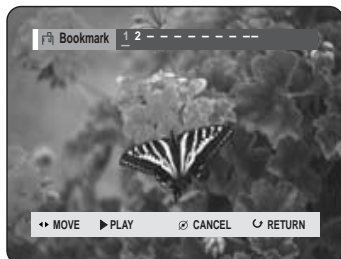 Bookmark 1 2 – – – – – – – ––
◄► MOVE ▶ PLAY CANCEL RETURN